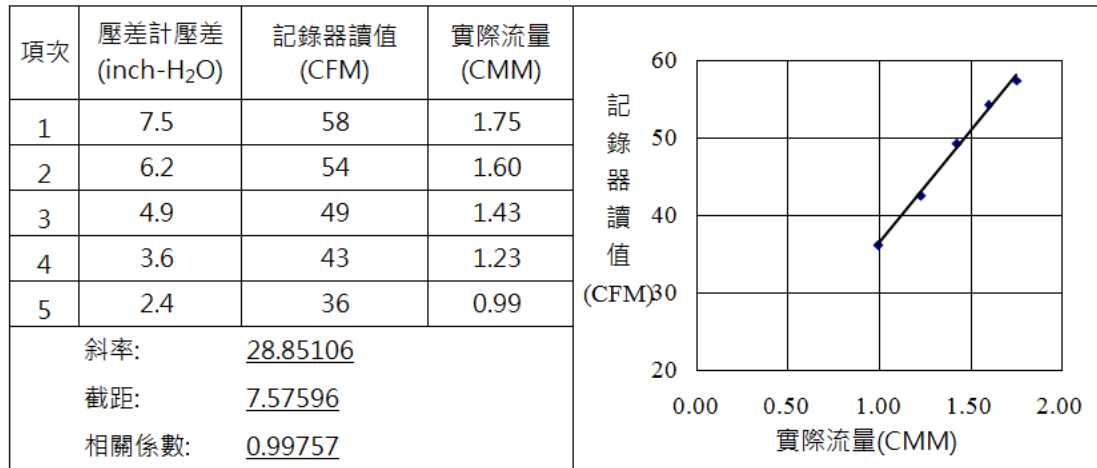 項次 壓差計壓差 (inch-H₂O) 記錄器讀值 (CFM) 實際流量 (CMM)
1 7.5 58 1.75
2 6.2 54 1.60
3 4.9 49 1.43
4 3.6 43 1.23
5 2.4 36 0.99
斜率: 28.85106
截距: 7.57596
相關係數: 0.99757
記錄器讀值
(CFM)
60
50
40
30
20
0.00 0.50 1.00 1.50 2.00
實際流量(CMM)